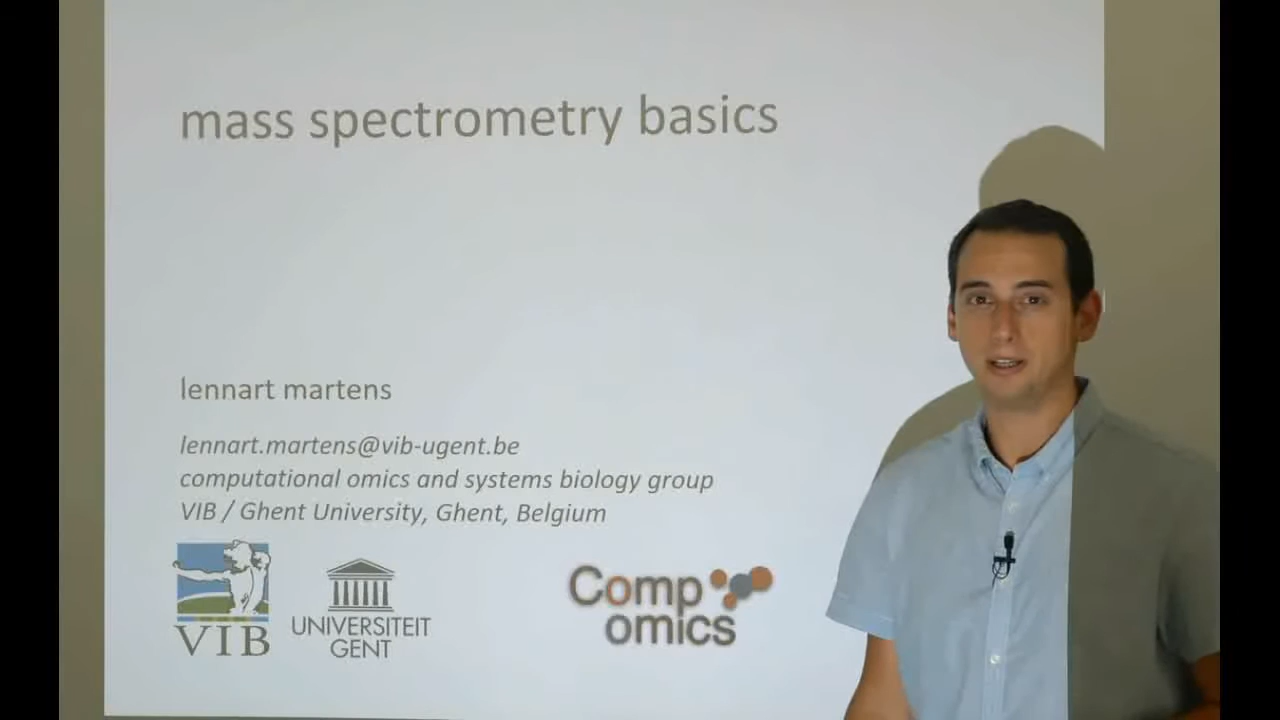 mass spectrometry basics
lennart martens
lennart.martens@vib-ugent.be
computational omics and systems biology group
VIB / Ghent University, Ghent, Belgium
VIB
UNIVERSITEIT
GENT
Comp
omics